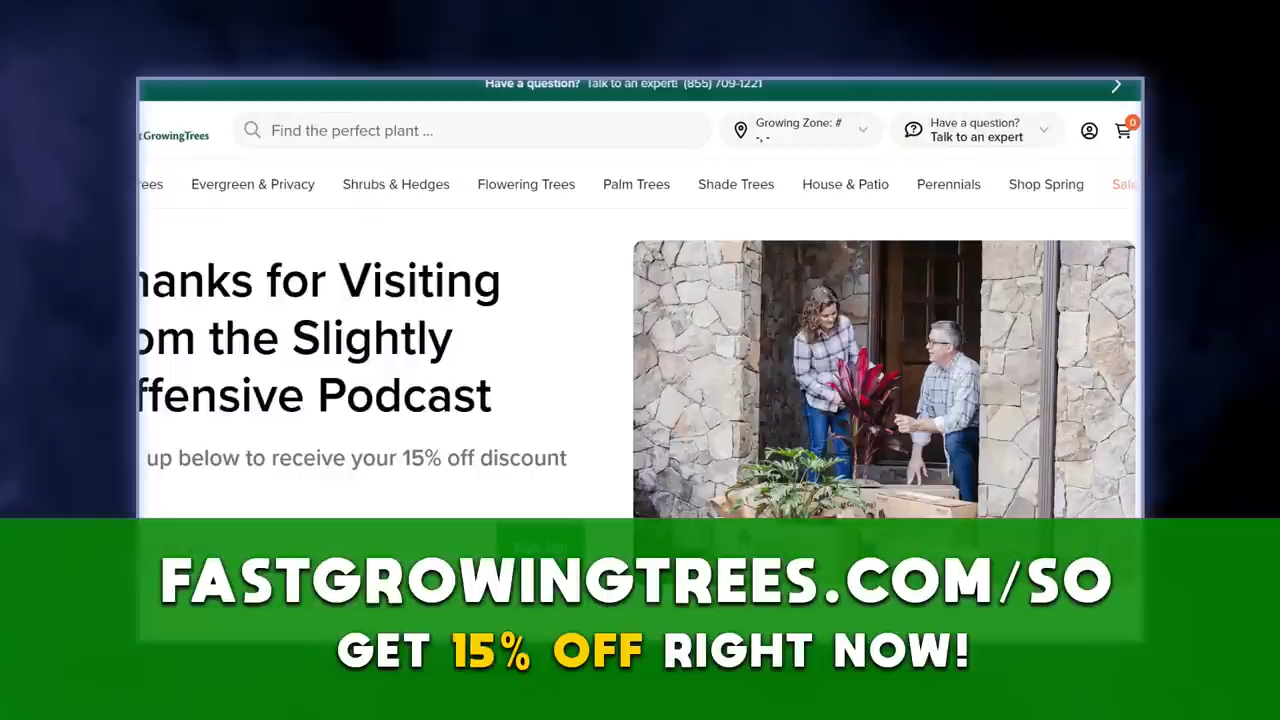 Have a question? Talk to an expert! (855) 709-1221
GrowingTrees
Find the perfect plant ...
Growing Zone: #
-, -
Have a question?
Talk to an expert
0
rees
Evergreen & Privacy
Shrubs & Hedges
Flowering Trees
Palm Trees
Shade Trees
House & Patio
Perennials
Shop Spring
Sale
hanks for Visiting
om the Slightly
ffensive Podcast
up below to receive your 15% off discount
FASTGROWINGTREES.COM/SO
GET 15% OFF RIGHT NOW!